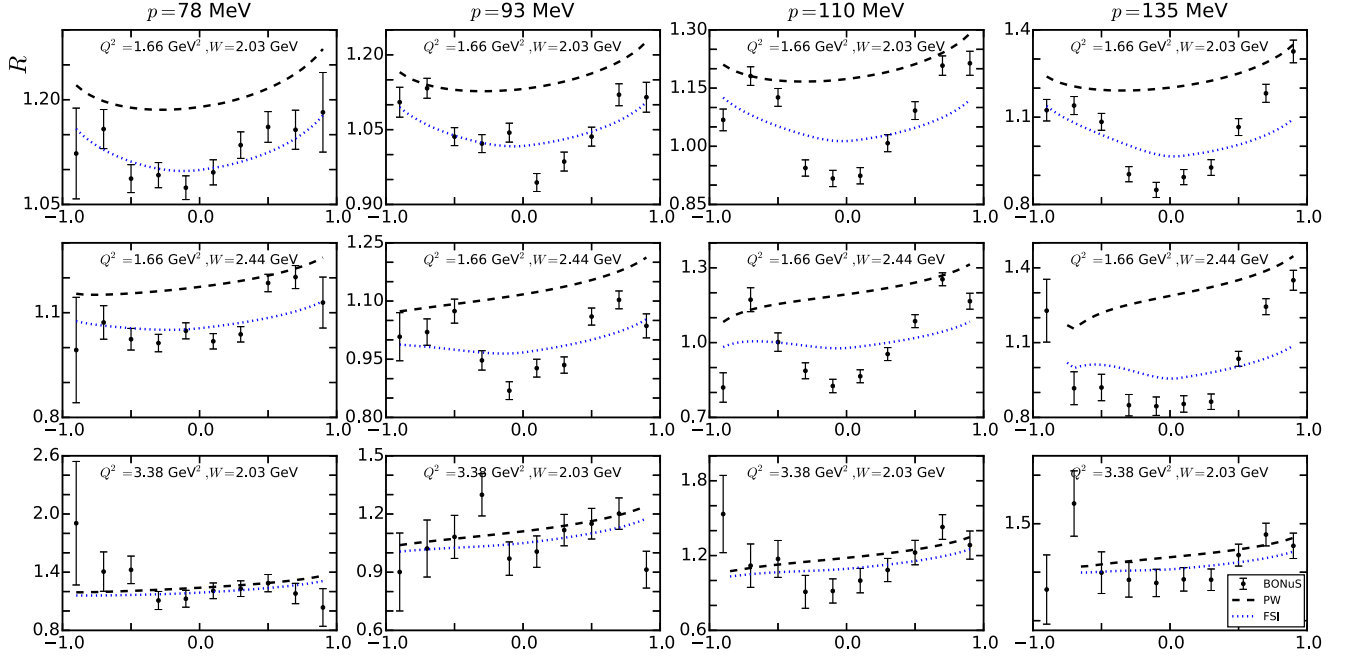 p = 78 MeV
p = 93 MeV
p = 110 MeV
p = 135 MeV
R
Q² = 1.66 GeV², W = 2.03 GeV
1.20
1.05
−1.0 0.0 1.0
Q² = 1.66 GeV², W = 2.03 GeV
1.20
1.05
0.90
−1.0 0.0 1.0
Q² = 1.66 GeV², W = 2.03 GeV
1.30
1.15
1.00
0.85
−1.0 0.0 1.0
Q² = 1.66 GeV², W = 2.03 GeV
1.4
1.2
1.0
0.8
−1.0 0.0 1.0
Q² = 1.66 GeV², W = 2.44 GeV
1.1
0.8
−1.0 0.0 1.0
Q² = 1.66 GeV², W = 2.44 GeV
1.25
1.10
0.95
0.80
−1.0 0.0 1.0
Q² = 1.66 GeV², W = 2.44 GeV
1.3
1.0
0.7
−1.0 0.0 1.0
Q² = 1.66 GeV², W = 2.44 GeV
1.4
1.1
0.8
−1.0 0.0 1.0
Q² = 3.38 GeV², W = 2.03 GeV
2.6
2.0
1.4
0.8
−1.0 0.0 1.0
Q² = 3.38 GeV², W = 2.03 GeV
1.5
1.2
0.9
0.6
−1.0 0.0 1.0
Q² = 3.38 GeV², W = 2.03 GeV
1.8
1.2
0.6
−1.0 0.0 1.0
Q² = 3.38 GeV², W = 2.03 GeV
1.5
−1.0 0.0 1.0
BONuS
PW
FSI